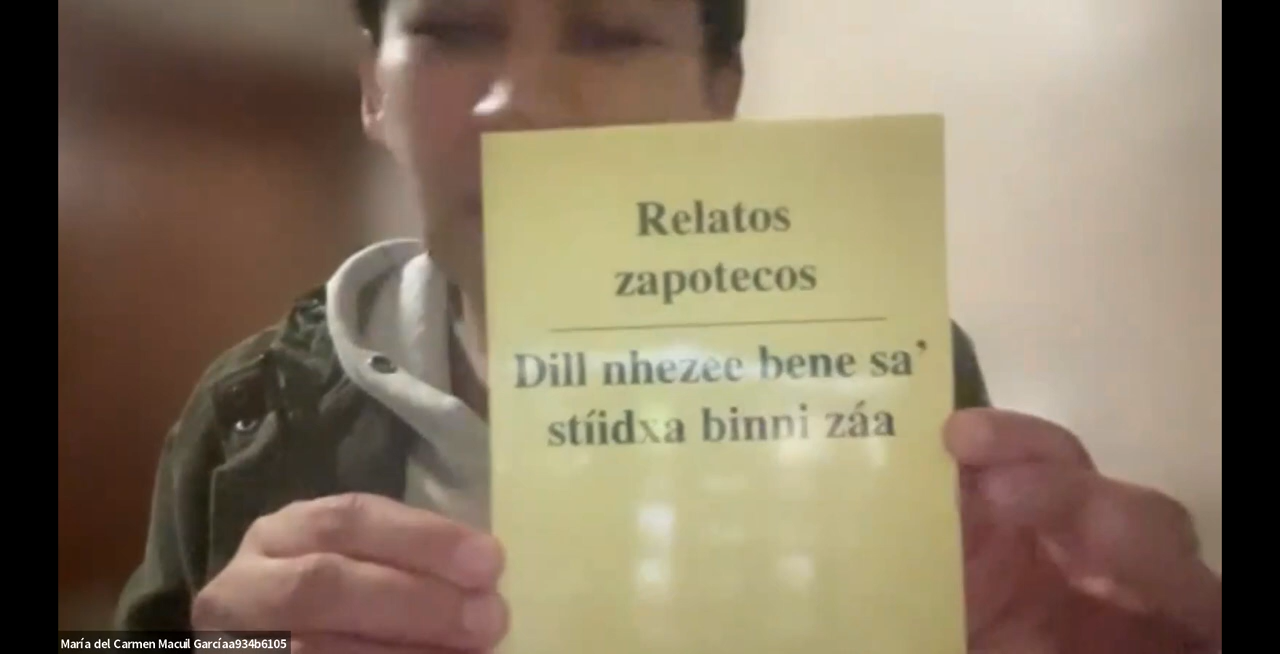 Relatos
zapotecos
Dill nhezee bene sa’
stíidxa binni záa
María del Carmen Macuil Garcíaa934b6105